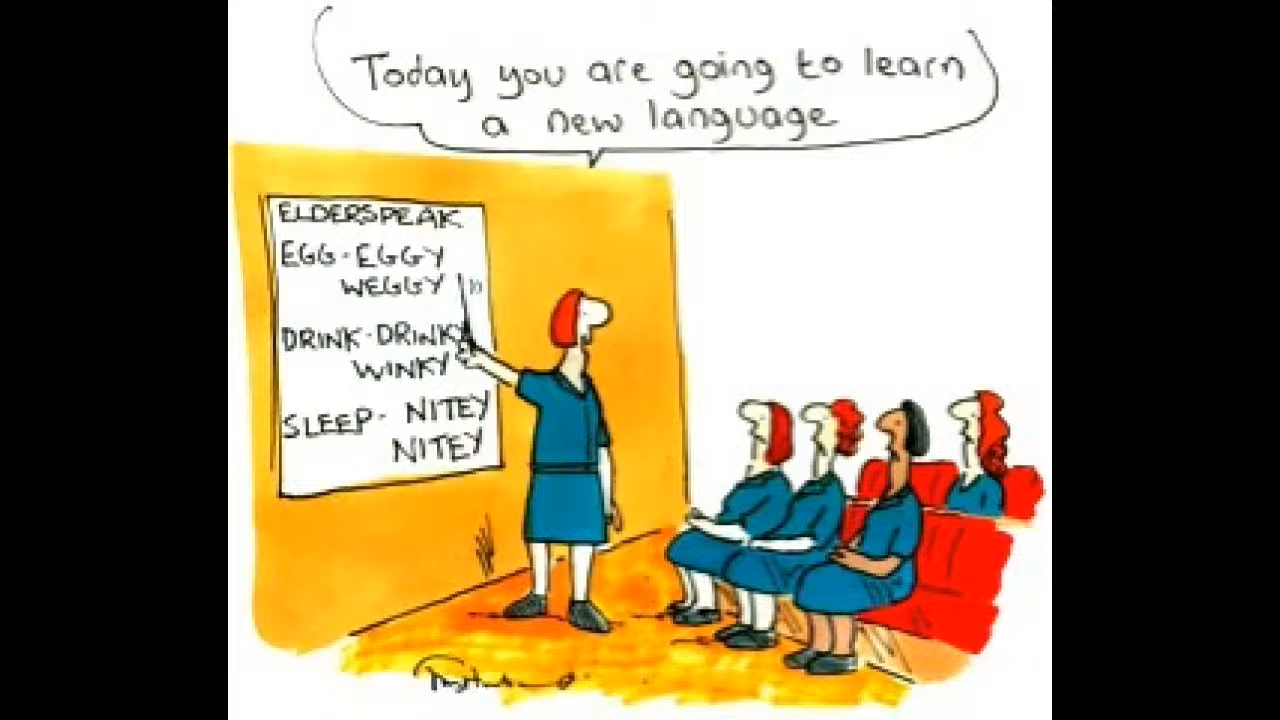 Today you are going to learn
a new language
ELDERSPEAK
EGG-EGGY
WEGGY
DRINK-DRINKY
WINKY
SLEEP- NITEY
NITEY